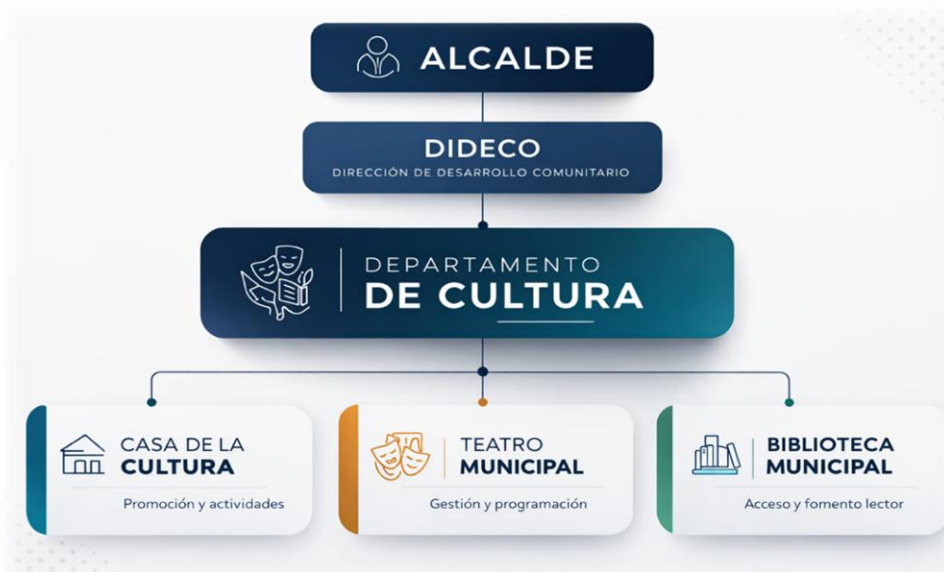 ALCALDE
DIDECO
DIRECCIÓN DE DESARROLLO COMUNITARIO
DEPARTAMENTO
DE CULTURA
CASA DE LA
CULTURA
Promoción y actividades
TEATRO
MUNICIPAL
Gestión y programación
BIBLIOTECA
MUNICIPAL
Acceso y fomento lector